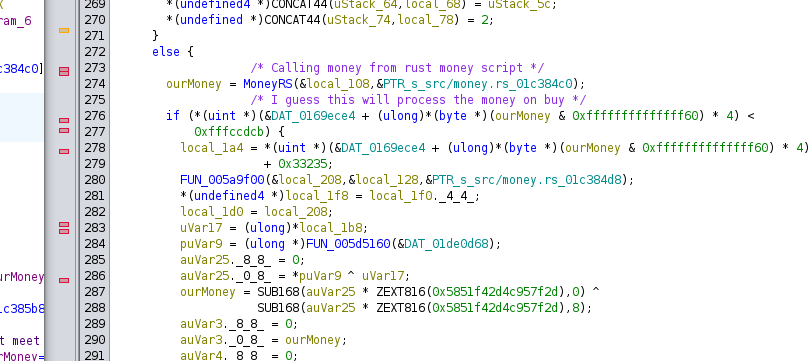 269 *(undefined4 *)CONCAT44(uStack_64,local_68) = uStack_5c;
ram_6 270 *(undefined4 *)CONCAT44(uStack_74,local_78) = 2;
271 }
272 else {
c384c0] 273 /* Calling money from rust money script */
274 ourMoney = MoneyRS(&local_108,&PTR_s_src/money.rs_01c384c0);
275 /* I guess this will process the money on buy */
276 if (*(uint *)(&DAT_0169ece4 + (ulong)*(byte *)(ourMoney & 0xffffffffffffff60) * 4) <
277 0xfffccdcb) {
278 local_1a4 = *(uint *)(&DAT_0169ece4 + (ulong)*(byte *)(ourMoney & 0xffffffffffffff60) * 4)
279 + 0x33235;
280 FUN_005a9f00(&local_208,&local_128,&PTR_s_src/money.rs_01c384d8);
281 *(undefined4 *)local_1f8 = local_1f0._4_4_;
282 local_1d0 = local_208;
283 uVar17 = (ulong)*local_1b8;
284 puVar9 = (ulong *)FUN_005d5160(&DAT_01de0d68);
285 auVar25._8_8_ = 0;
urMoney 286 auVar25._0_8_ = *puVar9 ^ uVar17;
287 ourMoney = SUB168(auVar25 * ZEXT816(0x5851f42d4c957f2d),0) ^
1c385b8 288 SUB168(auVar25 * ZEXT816(0x5851f42d4c957f2d),8);
289 auVar3._8_8_ = 0;
t meet 290 auVar3._0_8_ = ourMoney;
rMoney= 291 auVar4._8_8_ = 0;